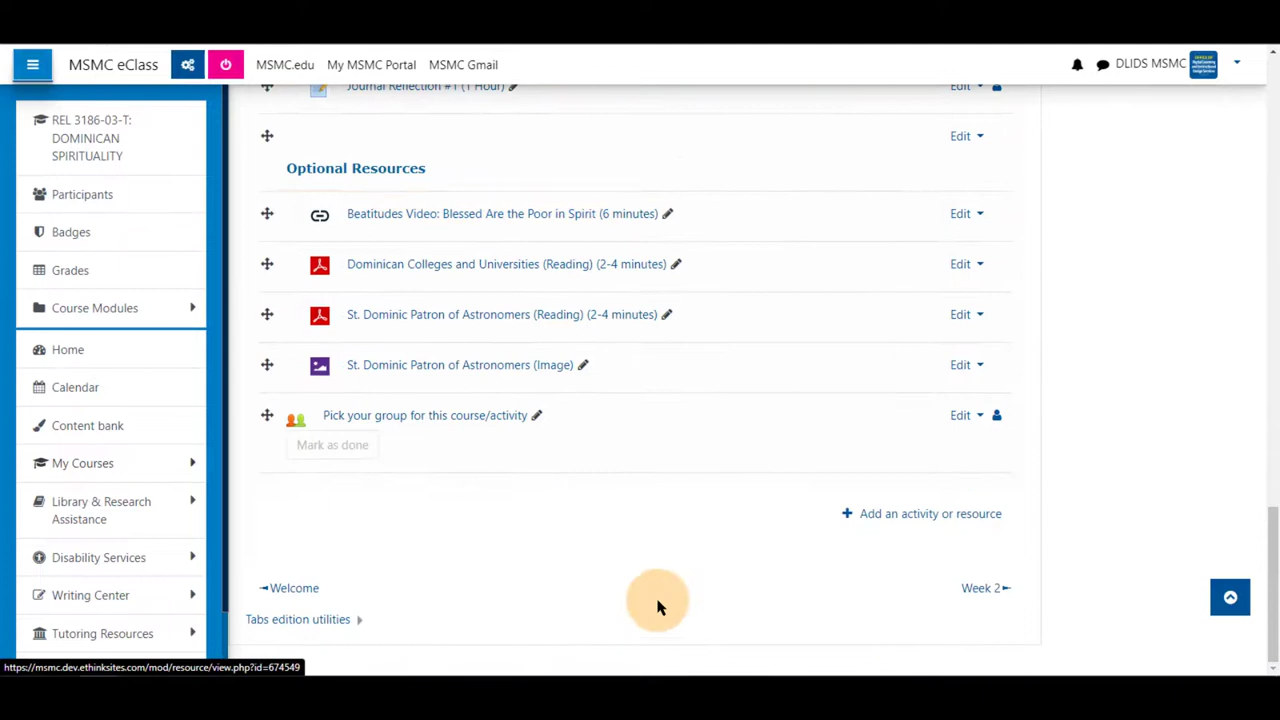 MSMC eClass
MSMC.edu
My MSMC Portal
MSMC Gmail
DLIDS MSMC
REL 3186-03-T:
DOMINICAN
SPIRITUALITY
Participants
Badges
Grades
Course Modules
Home
Calendar
Content bank
My Courses
Library & Research
Assistance
Disability Services
Writing Center
Tutoring Resources
Journal Reflection #1 (1 Hour)
Edit
Edit
Optional Resources
Beatitudes Video: Blessed Are the Poor in Spirit (6 minutes)
Edit
Dominican Colleges and Universities (Reading) (2-4 minutes)
Edit
St. Dominic Patron of Astronomers (Reading) (2-4 minutes)
Edit
St. Dominic Patron of Astronomers (Image)
Edit
Pick your group for this course/activity
Edit
Mark as done
Add an activity or resource
Welcome
Week 2
Tabs edition utilities
https://msmc.dev.ethinksites.com/mod/resource/view.php?id=674549